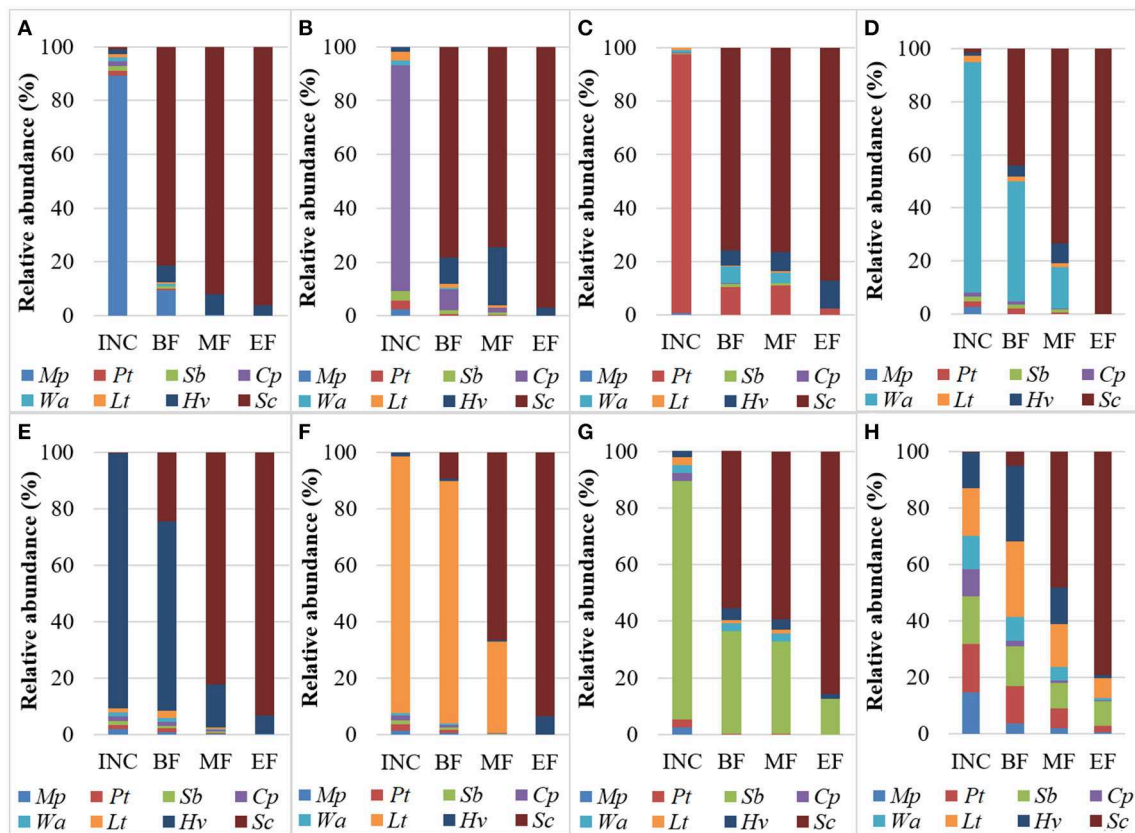 A
Relative abundance (%)
100
80
60
40
20
0
INC BF MF EF
Mp Pt Sb Cp
Wa Lt Hv Sc
B
Relative abundance (%)
100
80
60
40
20
0
INC BF MF EF
Mp Pt Sb Cp
Wa Lt Hv Sc
C
Relative abundance (%)
100
80
60
40
20
0
INC BF MF EF
Mp Pt Sb Cp
Wa Lt Hv Sc
D
Relative abundance (%)
100
80
60
40
20
0
INC BF MF EF
Mp Pt Sb Cp
Wa Lt Hv Sc
E
Relative abundance (%)
100
80
60
40
20
0
INC BF MF EF
Mp Pt Sb Cp
Wa Lt Hv Sc
F
Relative abundance (%)
100
80
60
40
20
0
INC BF MF EF
Mp Pt Sb Cp
Wa Lt Hv Sc
G
Relative abundance (%)
100
80
60
40
20
0
INC BF MF EF
Mp Pt Sb Cp
Wa Lt Hv Sc
H
Relative abundance (%)
100
80
60
40
20
0
INC BF MF EF
Mp Pt Sb Cp
Wa Lt Hv Sc